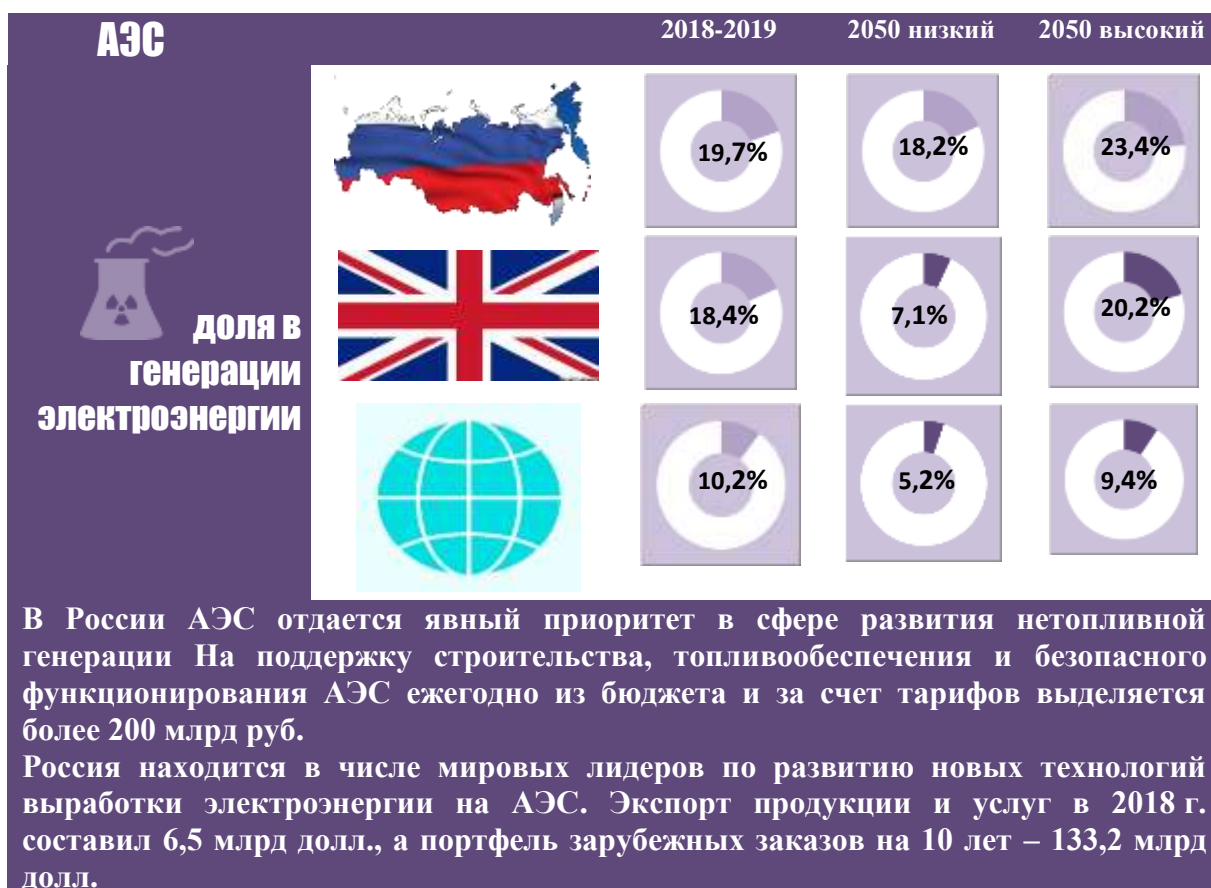 АЭС
2018-2019 2050 низкий 2050 высокий
19,7% 18,2% 23,4%
доля в
генерации
электроэнергии
18,4% 7,1% 20,2%
10,2% 5,2% 9,4%
В России АЭС отдается явный приоритет в сфере развития нетопливной
генерации На поддержку строительства, топливообеспечения и безопасного
функционирования АЭС ежегодно из бюджета и за счет тарифов выделяется
более 200 млрд руб.
Россия находится в числе мировых лидеров по развитию новых технологий
выработки электроэнергии на АЭС. Экспорт продукции и услуг в 2018 г.
составил 6,5 млрд долл., а портфель зарубежных заказов на 10 лет – 133,2 млрд
долл.